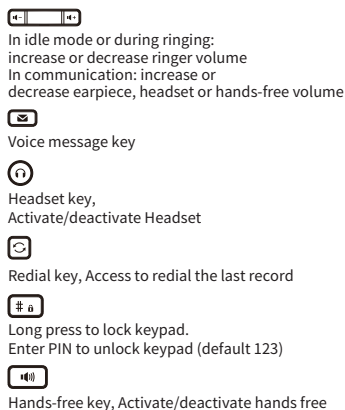 In idle mode or during ringing:
increase or decrease ringer volume
In communication: increase or
decrease earpiece, headset or hands-free volume
Voice message key
Headset key,
Activate/deactivate Headset
Redial key, Access to redial the last record
#
Long press to lock keypad.
Enter PIN to unlock keypad (default 123)
Hands-free key, Activate/deactivate hands free